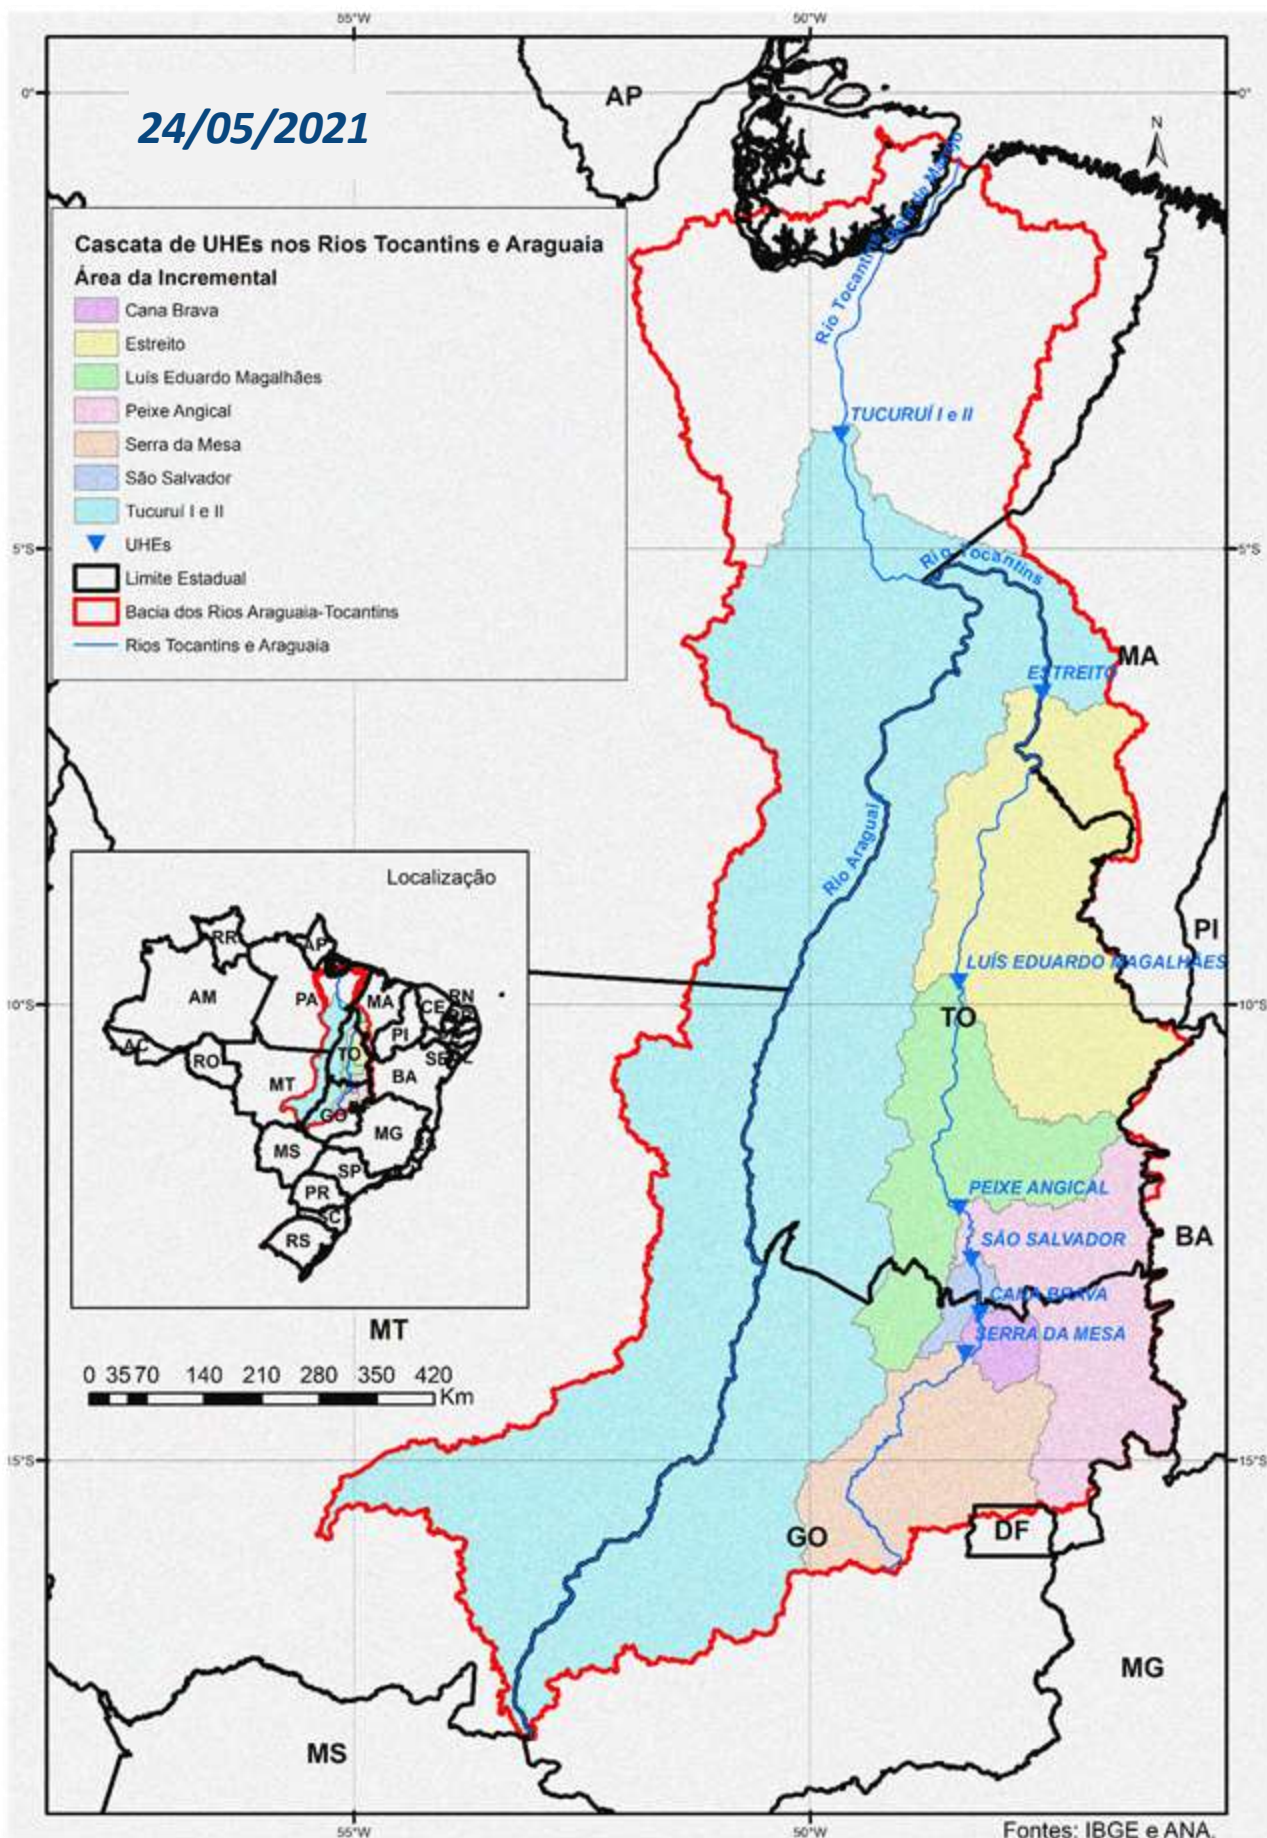 55°W 50°W
0° 0°
AP
24/05/2021
N
Cascata de UHEs nos Rios Tocantins e Araguaia
Área da Incremental
Cana Brava
Estreito
Luís Eduardo Magalhães
Peixe Angical
Serra da Mesa
São Salvador
Tucuruí I e II
UHEs
Limite Estadual
Bacia dos Rios Araguaia-Tocantins
Rios Tocantins e Araguaia
Rio Tocantins
TUCURUÍ I e II
5°S 5°S
Rio Tocantins
MA
ESTREITO
Rio Araguai
PI
LUÍS EDUARDO MAGALHÃES
10°S 10°S
TO
Localização
RR
AP
AM
PA
MA
CE
RN
PI
AC
RO
TO
SE
MT
BA
GO
MG
MS
SP
PR
SC
RS
PEIXE ANGICAL
SÃO SALVADOR
BA
CANA BRAVA
SERRA DA MESA
MT
0 35 70 140 210 280 350 420
Km
15°S 15°S
GO
DF
MG
MS
55°W 50°W
Fontes: IBGE e ANA.